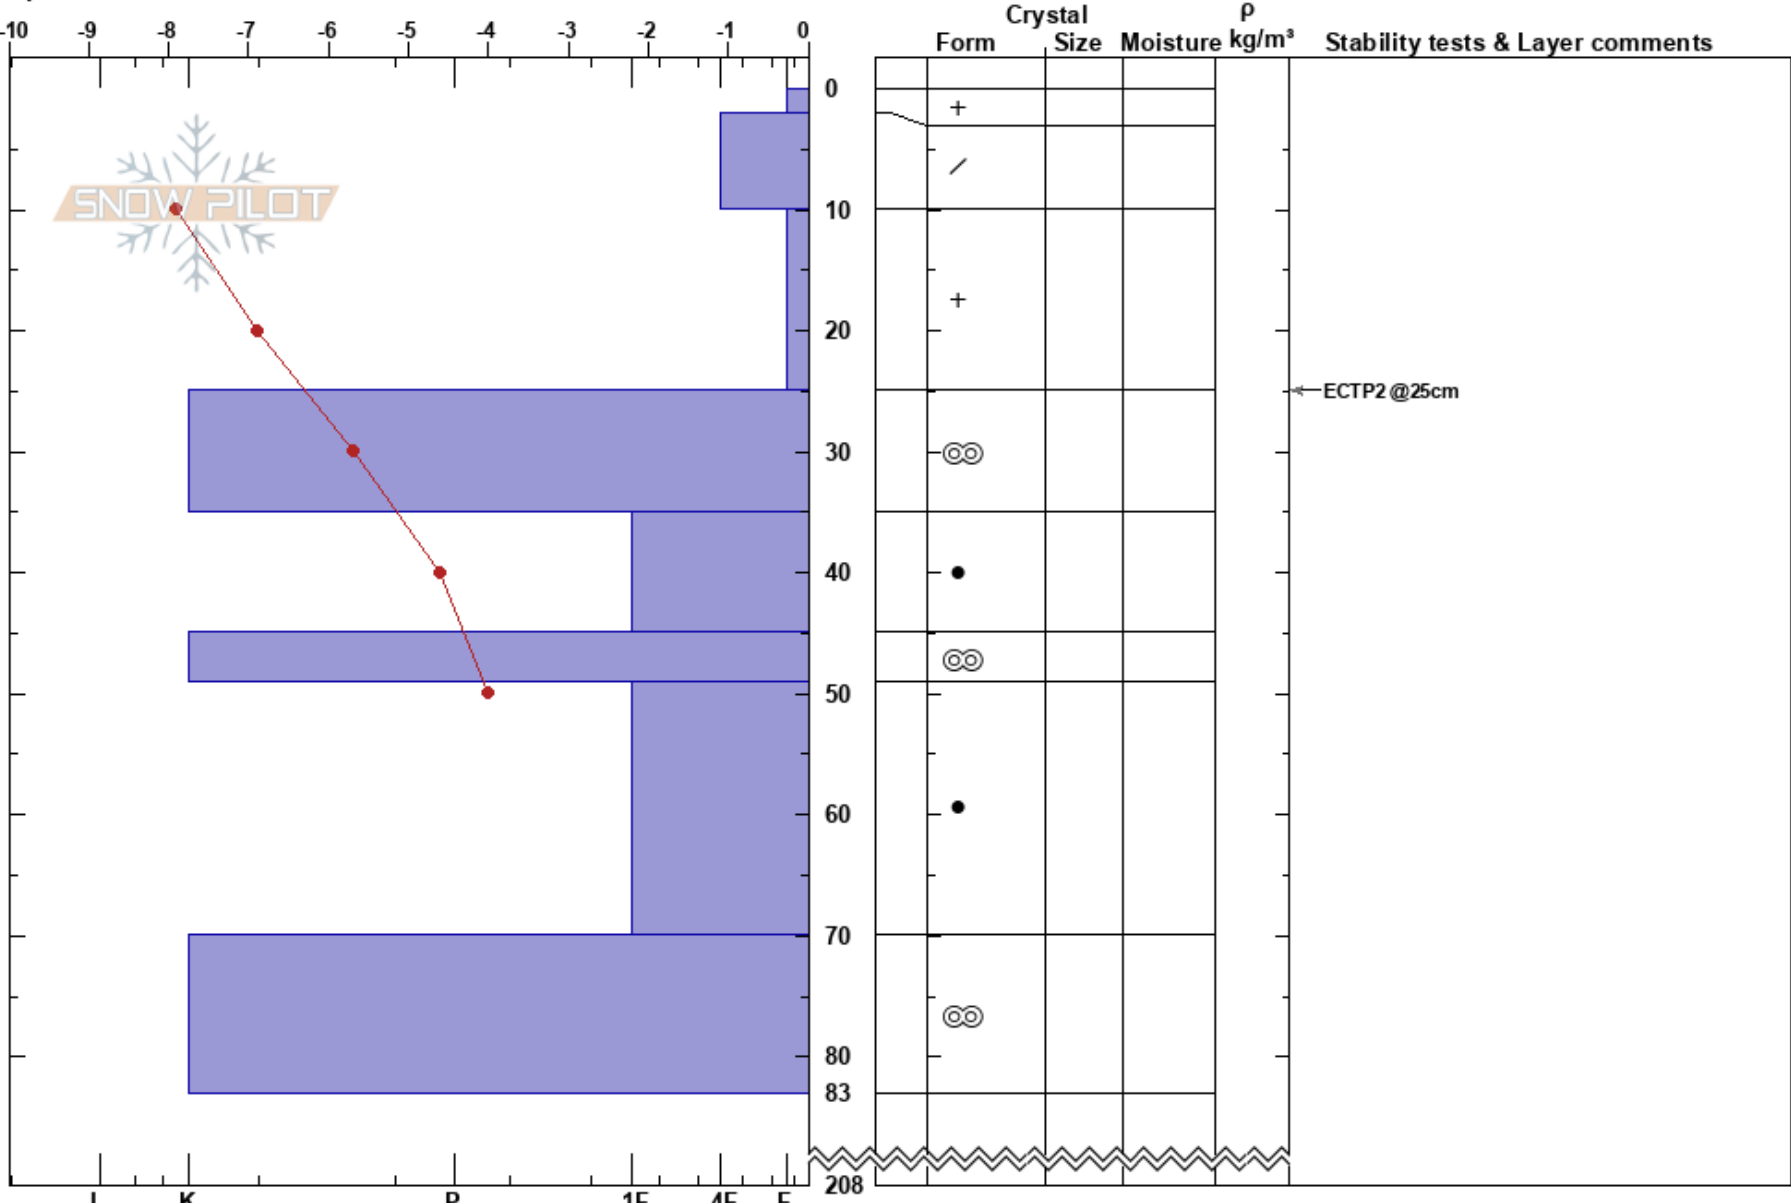 Crystal ρ
-10 -9 -8 -7 -6 -5 -4 -3 -2 -1 0
Form Size Moisture kg/m³ Stability tests & Layer comments
0
SNOW PILOT
10
20
ECTP2 @25cm
30
40
50
60
70
80
83
208
I K P 1F 4F F